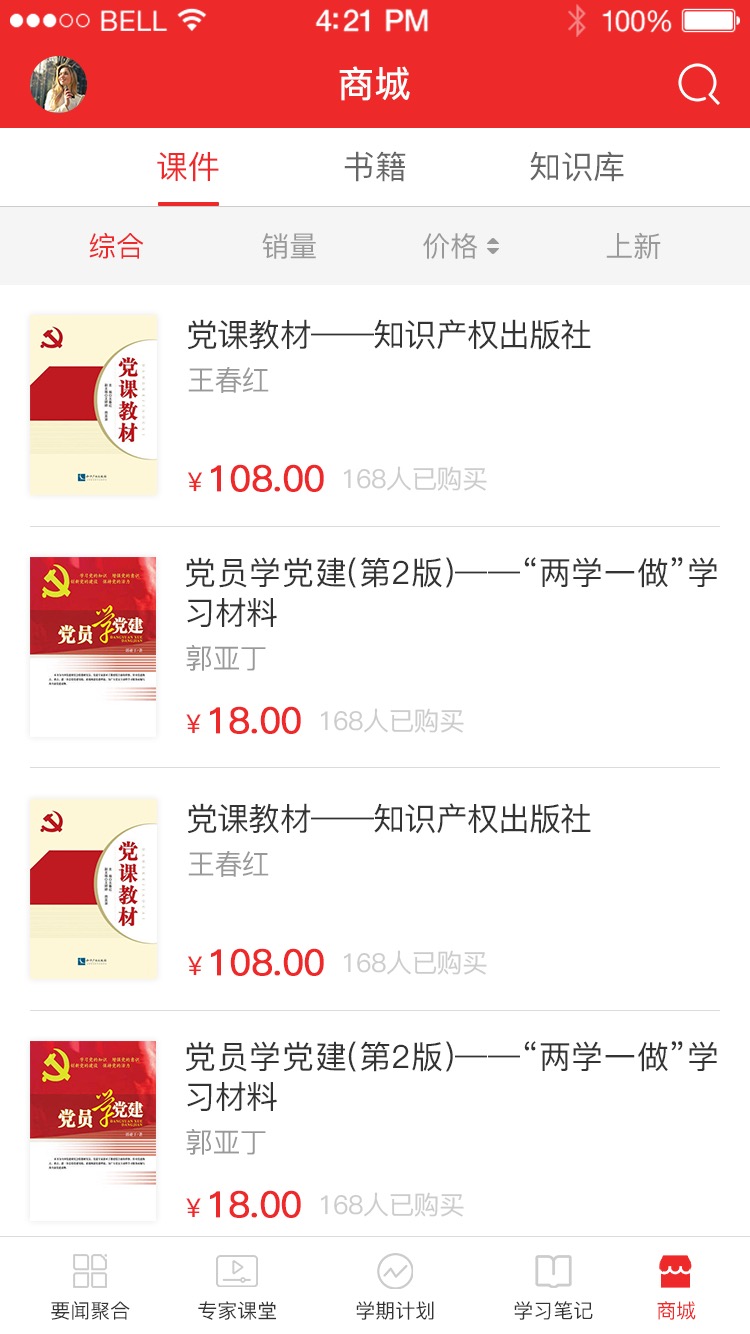 BELL 4:21 PM 100%
商城
课件 书籍 知识库
综合 销量 价格 上新
党课教材
党课教材——知识产权出版社
王春红
¥108.00 168人已购买
党员学党建
党员学党建(第2版)——“两学一做”学
习材料
郭亚丁
¥18.00 168人已购买
党课教材
党课教材——知识产权出版社
王春红
¥108.00 168人已购买
党员学党建
党员学党建(第2版)——“两学一做”学
习材料
郭亚丁
¥18.00 168人已购买
要闻聚合 专家课堂 学期计划 学习笔记 商城